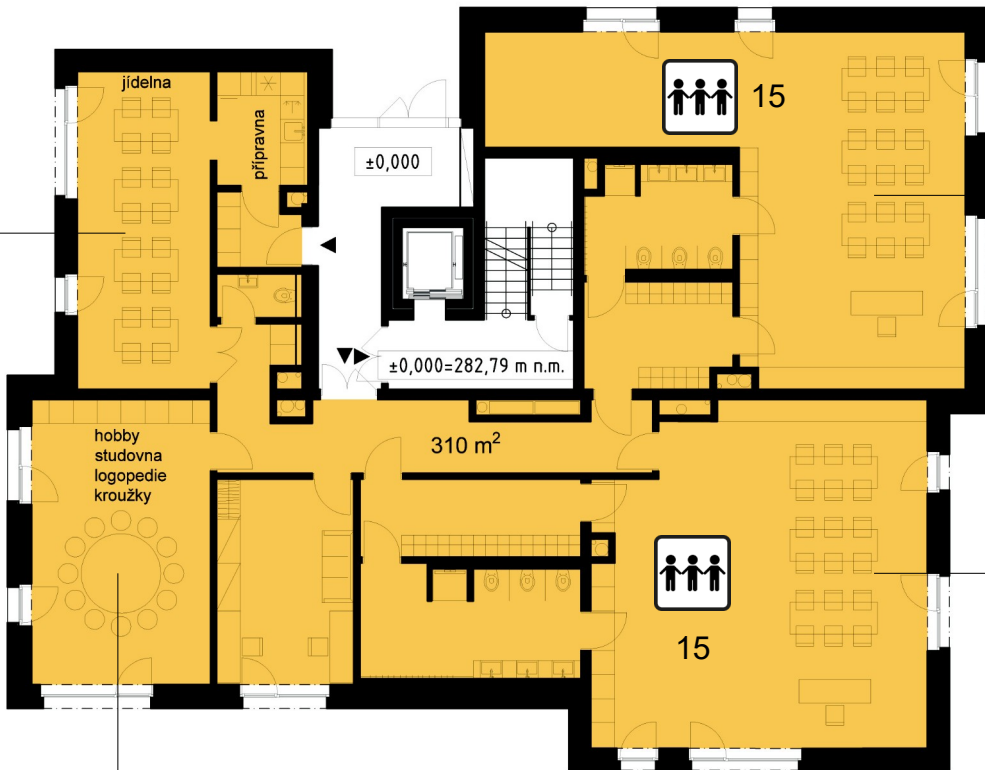 jídelna
přípravna
±0,000
15
±0,000=282,79 m n.m.
310 m²
hobby
studovna
logopedie
kroužky
15